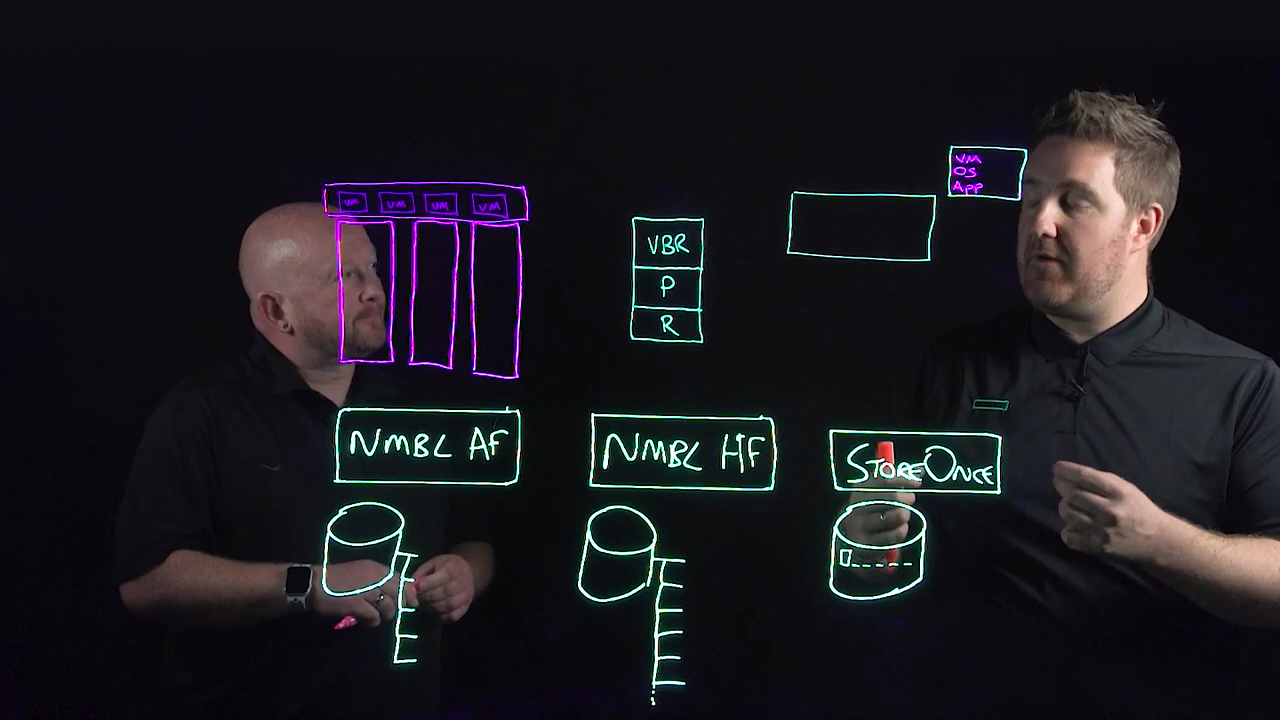 VM VM VM VM
VM
OS
App
VBR
P
R
NMBL AF
NMBL HF
STOREONCE